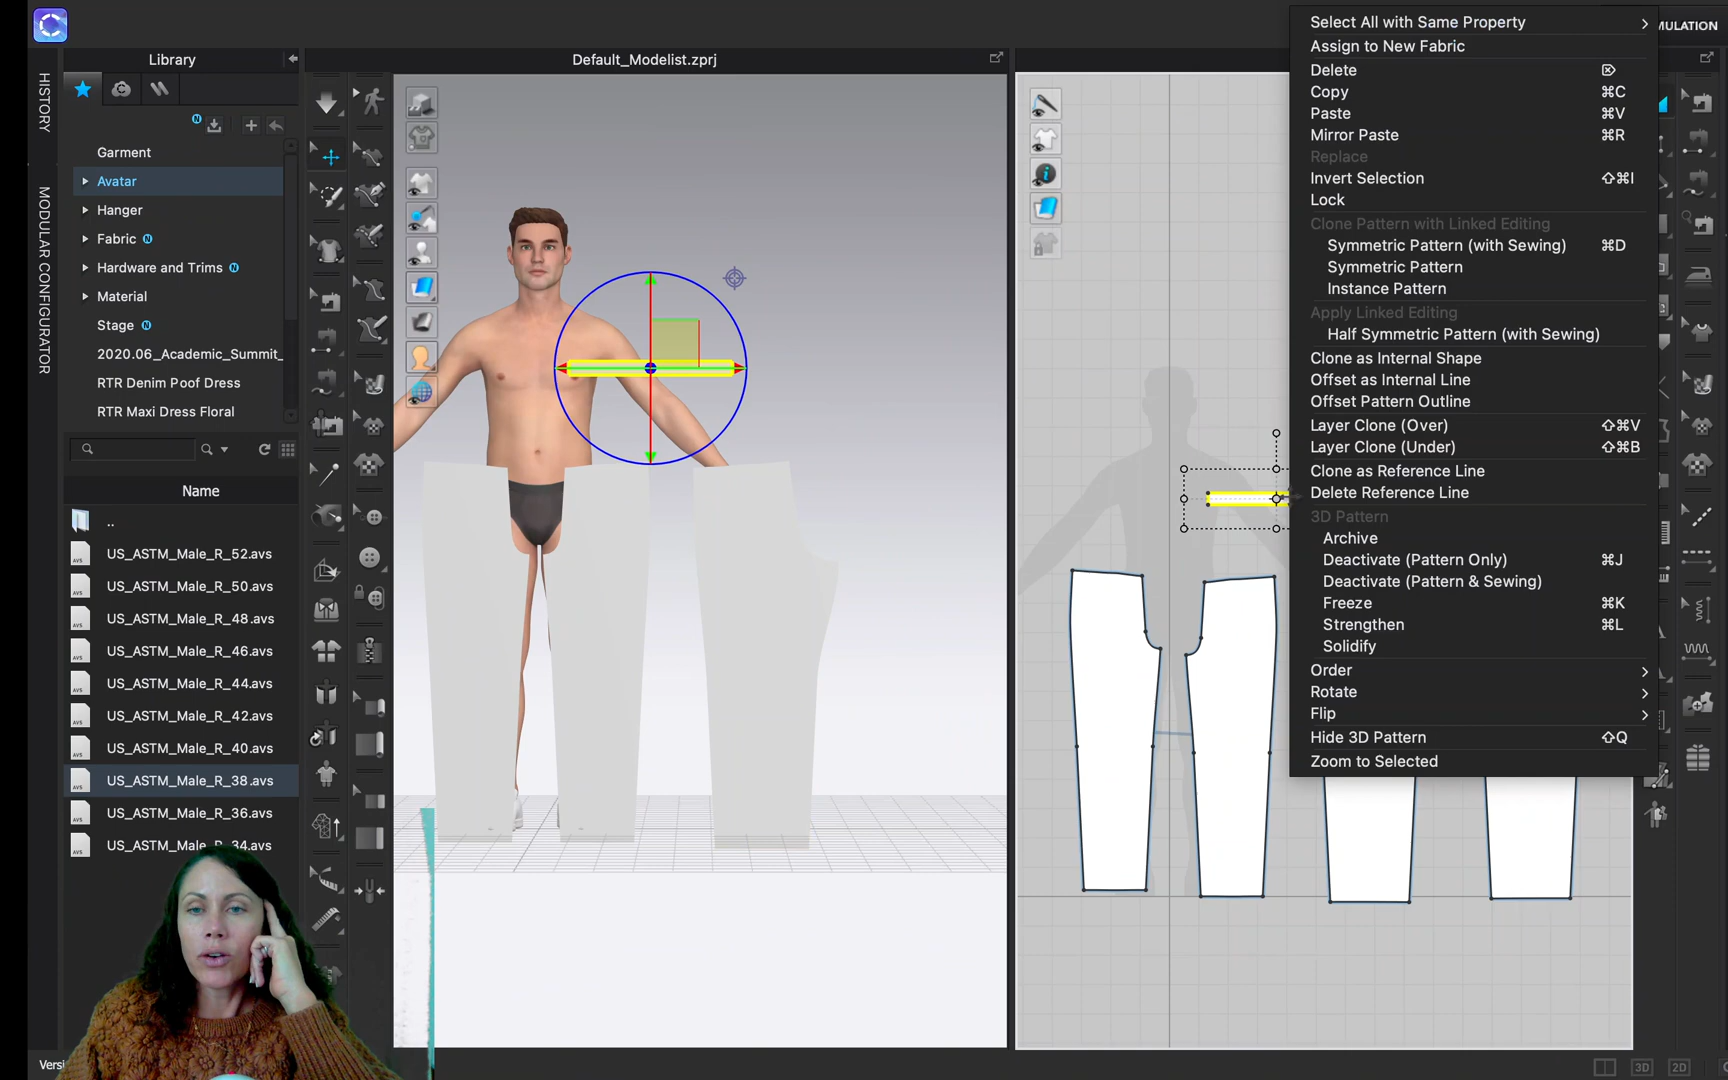 HISTORY
MODULAR CONFIGURATOR
Library
Garment
Avatar
Hanger
Fabric N
Hardware and Trims N
Material
Stage N
2020.06_Academic_Summit_
RTR Denim Poof Dress
RTR Maxi Dress Floral
Name
..
US_ASTM_Male_R_52.avs
US_ASTM_Male_R_50.avs
US_ASTM_Male_R_48.avs
US_ASTM_Male_R_46.avs
US_ASTM_Male_R_44.avs
US_ASTM_Male_R_42.avs
US_ASTM_Male_R_40.avs
US_ASTM_Male_R_38.avs
US_ASTM_Male_R_36.avs
US_ASTM_Male_R_34.avs
Versi
Default_Modelist.zprj
MULATION
Select All with Same Property
Assign to New Fabric
Delete ⌦
Copy ⌘C
Paste ⌘V
Mirror Paste ⌘R
Replace
Invert Selection ⇧⌘I
Lock
Clone Pattern with Linked Editing
Symmetric Pattern (with Sewing) ⌘D
Symmetric Pattern
Instance Pattern
Apply Linked Editing
Half Symmetric Pattern (with Sewing)
Clone as Internal Shape
Offset as Internal Line
Offset Pattern Outline
Layer Clone (Over) ⇧⌘V
Layer Clone (Under) ⇧⌘B
Clone as Reference Line
Delete Reference Line
3D Pattern
Archive
Deactivate (Pattern Only) ⌘J
Deactivate (Pattern & Sewing)
Freeze ⌘K
Strengthen ⌘L
Solidify
Order
Rotate
Flip
Hide 3D Pattern ⇧Q
Zoom to Selected
3D
2D